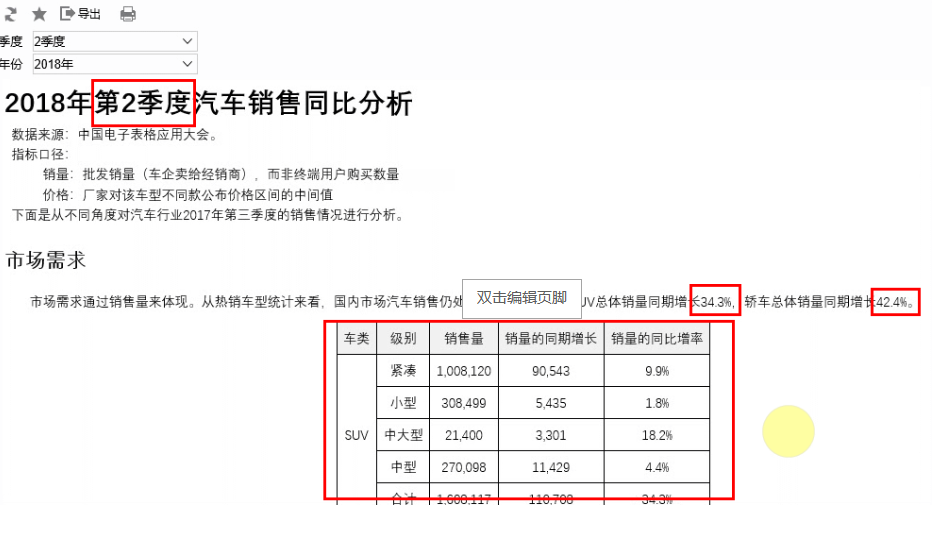 导出
季度 2季度
年份 2018年
2018年第2季度汽车销售同比分析
数据来源：中国电子表格应用大会。
指标口径：
销量：批发销量（车企卖给经销商），而非终端用户购买数量
价格：厂家对该车型不同款公布价格区间的中间值
下面是从不同角度对汽车行业2017年第三季度的销售情况进行分析。
市场需求
市场需求通过销售量来体现。从热销车型统计来看，国内市场汽车销售仍处 双击编辑页脚 UV总体销量同期增长34.3%，轿车总体销量同期增长42.4%。
车类 级别 销售量 销量的同期增长 销量的同比增率
紧凑 1,008,120 90,543 9.9%
小型 308,499 5,435 1.8%
SUV 中大型 21,400 3,301 18.2%
中型 270,098 11,429 4.4%
合计 1,608,117 110,708 34.3%